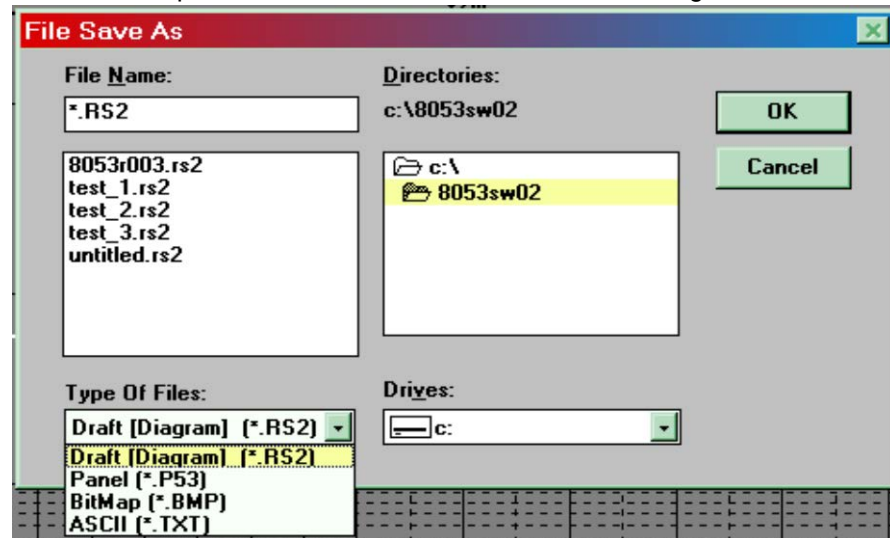 File Save As
File Name:
*.RS2
8053r003.rs2
test_1.rs2
test_2.rs2
test_3.rs2
untitled.rs2
Type Of Files:
Draft [Diagram] (*.RS2)
Draft [Diagram] (*.RS2)
Panel (*.P53)
BitMap (*.BMP)
ASCII (*.TXT)
Directories:
c:\8053sw02
c:\
8053sw02
Drives:
c:
OK
Cancel